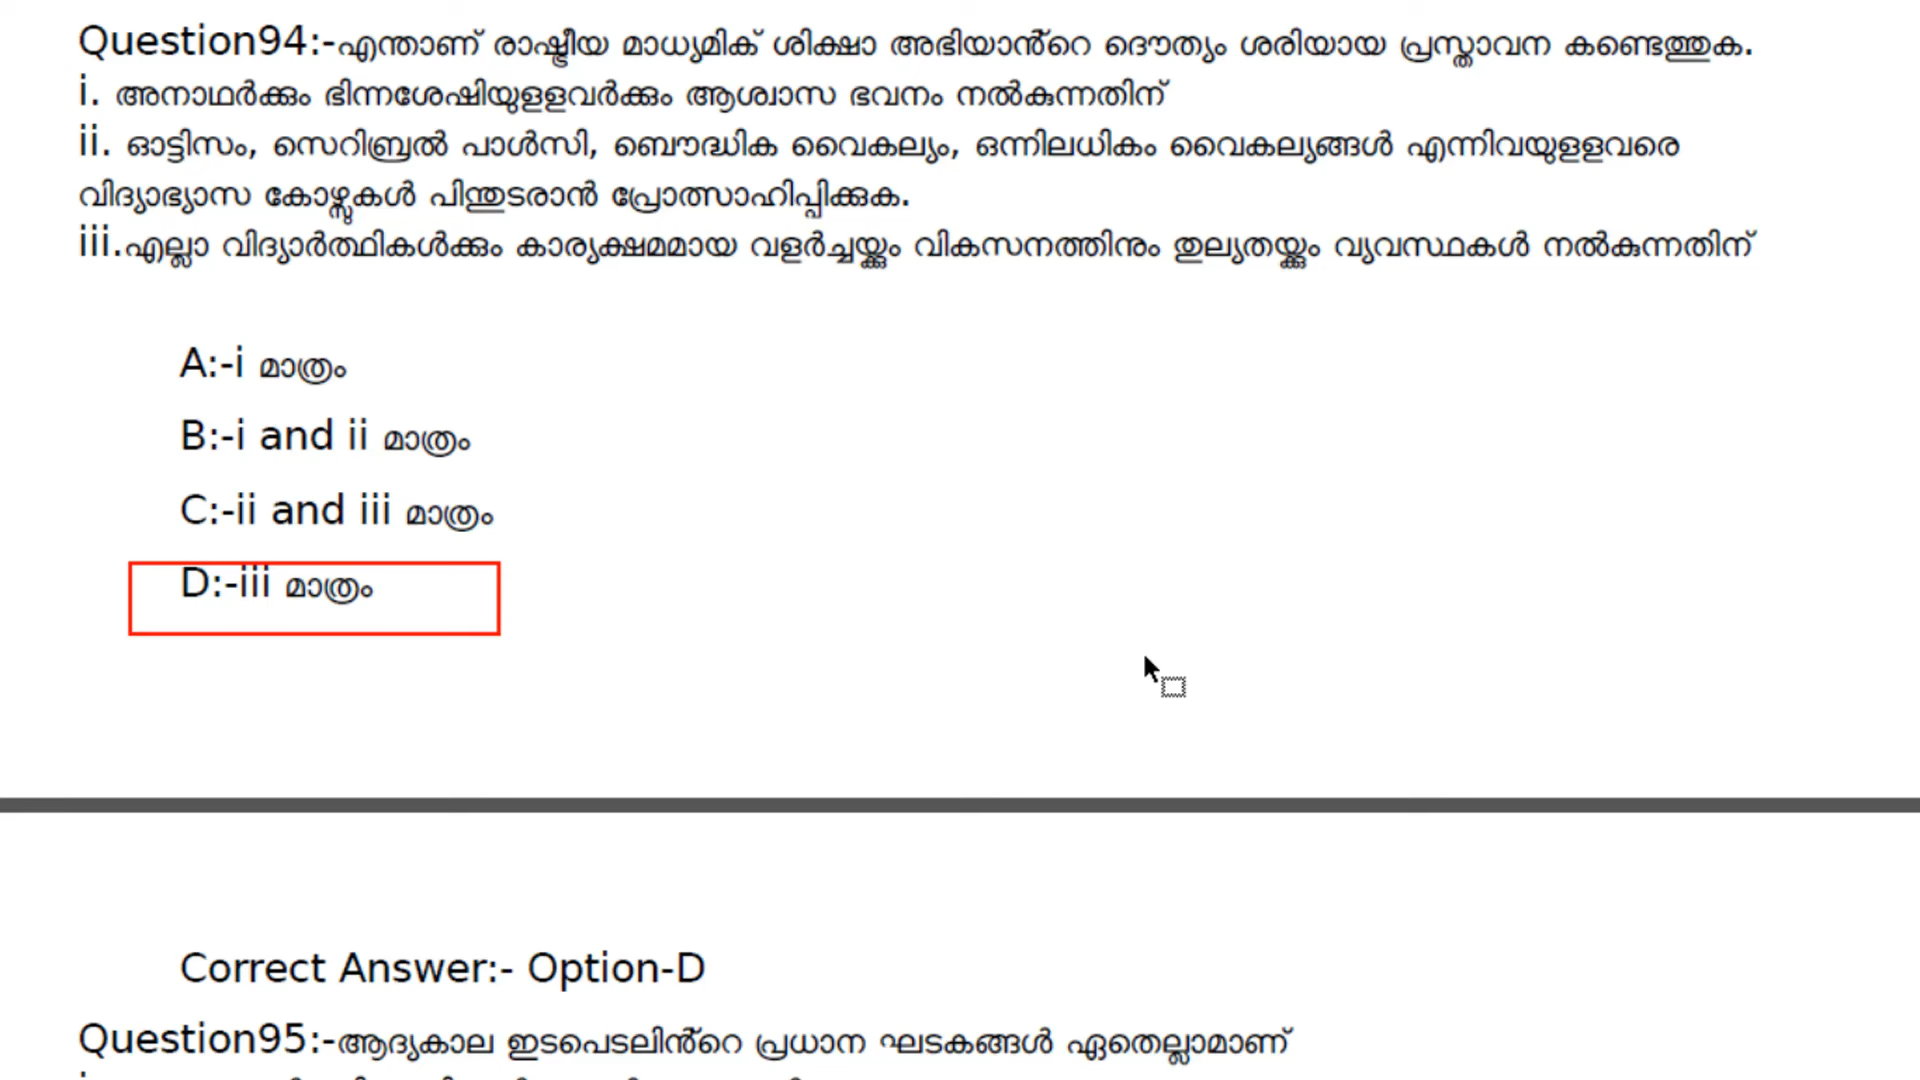 Question94:-എന്താണ് രാഷ്ട്രീയ മാധ്യമിക് ശിക്ഷാ അഭിയാൻ്റെ ദൌത്യം ശരിയായ പ്രസ്താവന കണ്ടെത്തുക.
i. അനാഥർക്കും ഭിന്നശേഷിയുളളവർക്കും ആശ്വാസ ഭവനം നൽകുന്നതിന്
ii. ഓട്ടിസം, സെറിബ്രൽ പാൾസി, ബൌദ്ധിക വൈകല്യം, ഒന്നിലധികം വൈകല്യങ്ങൾ എന്നിവയുളളവരെ
വിദ്യാഭ്യാസ കോഴ്സുകൾ പിന്തുടരാൻ പ്രോത്സാഹിപ്പിക്കുക.
iii.എല്ലാ വിദ്യാർത്ഥികൾക്കും കാര്യക്ഷമമായ വളർച്ചയ്ക്കും വികസനത്തിനും തുല്യതയ്ക്കും വ്യവസ്ഥകൾ നൽകുന്നതിന്
A:-i മാത്രം
B:-i and ii മാത്രം
C:-ii and iii മാത്രം
D:-iii മാത്രം
Correct Answer:- Option-D
Question95:-ആദ്യകാല ഇടപെടലിൻ്റെ പ്രധാന ഘടകങ്ങൾ ഏതെല്ലാമാണ്